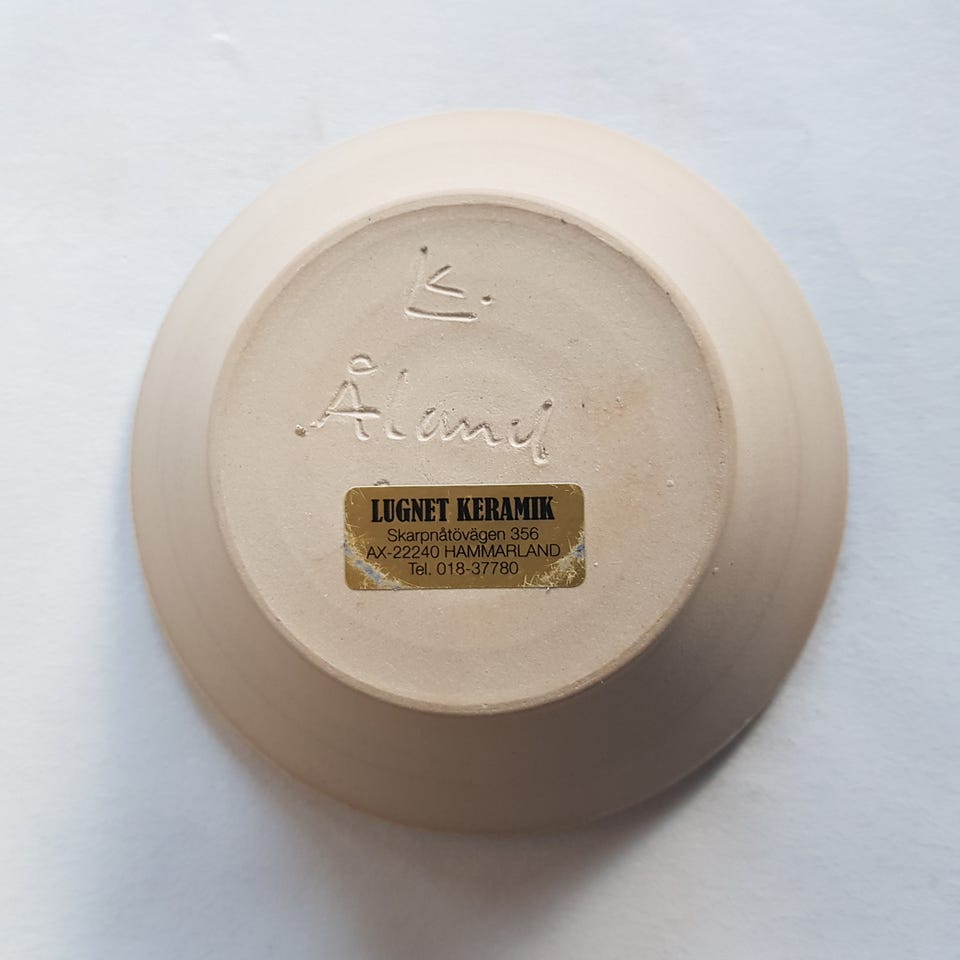 K.
Åland
LUGNET KERAMIK
Skarpnåtövägen 356
AX-22240 HAMMARLAND
Tel. 018-37780